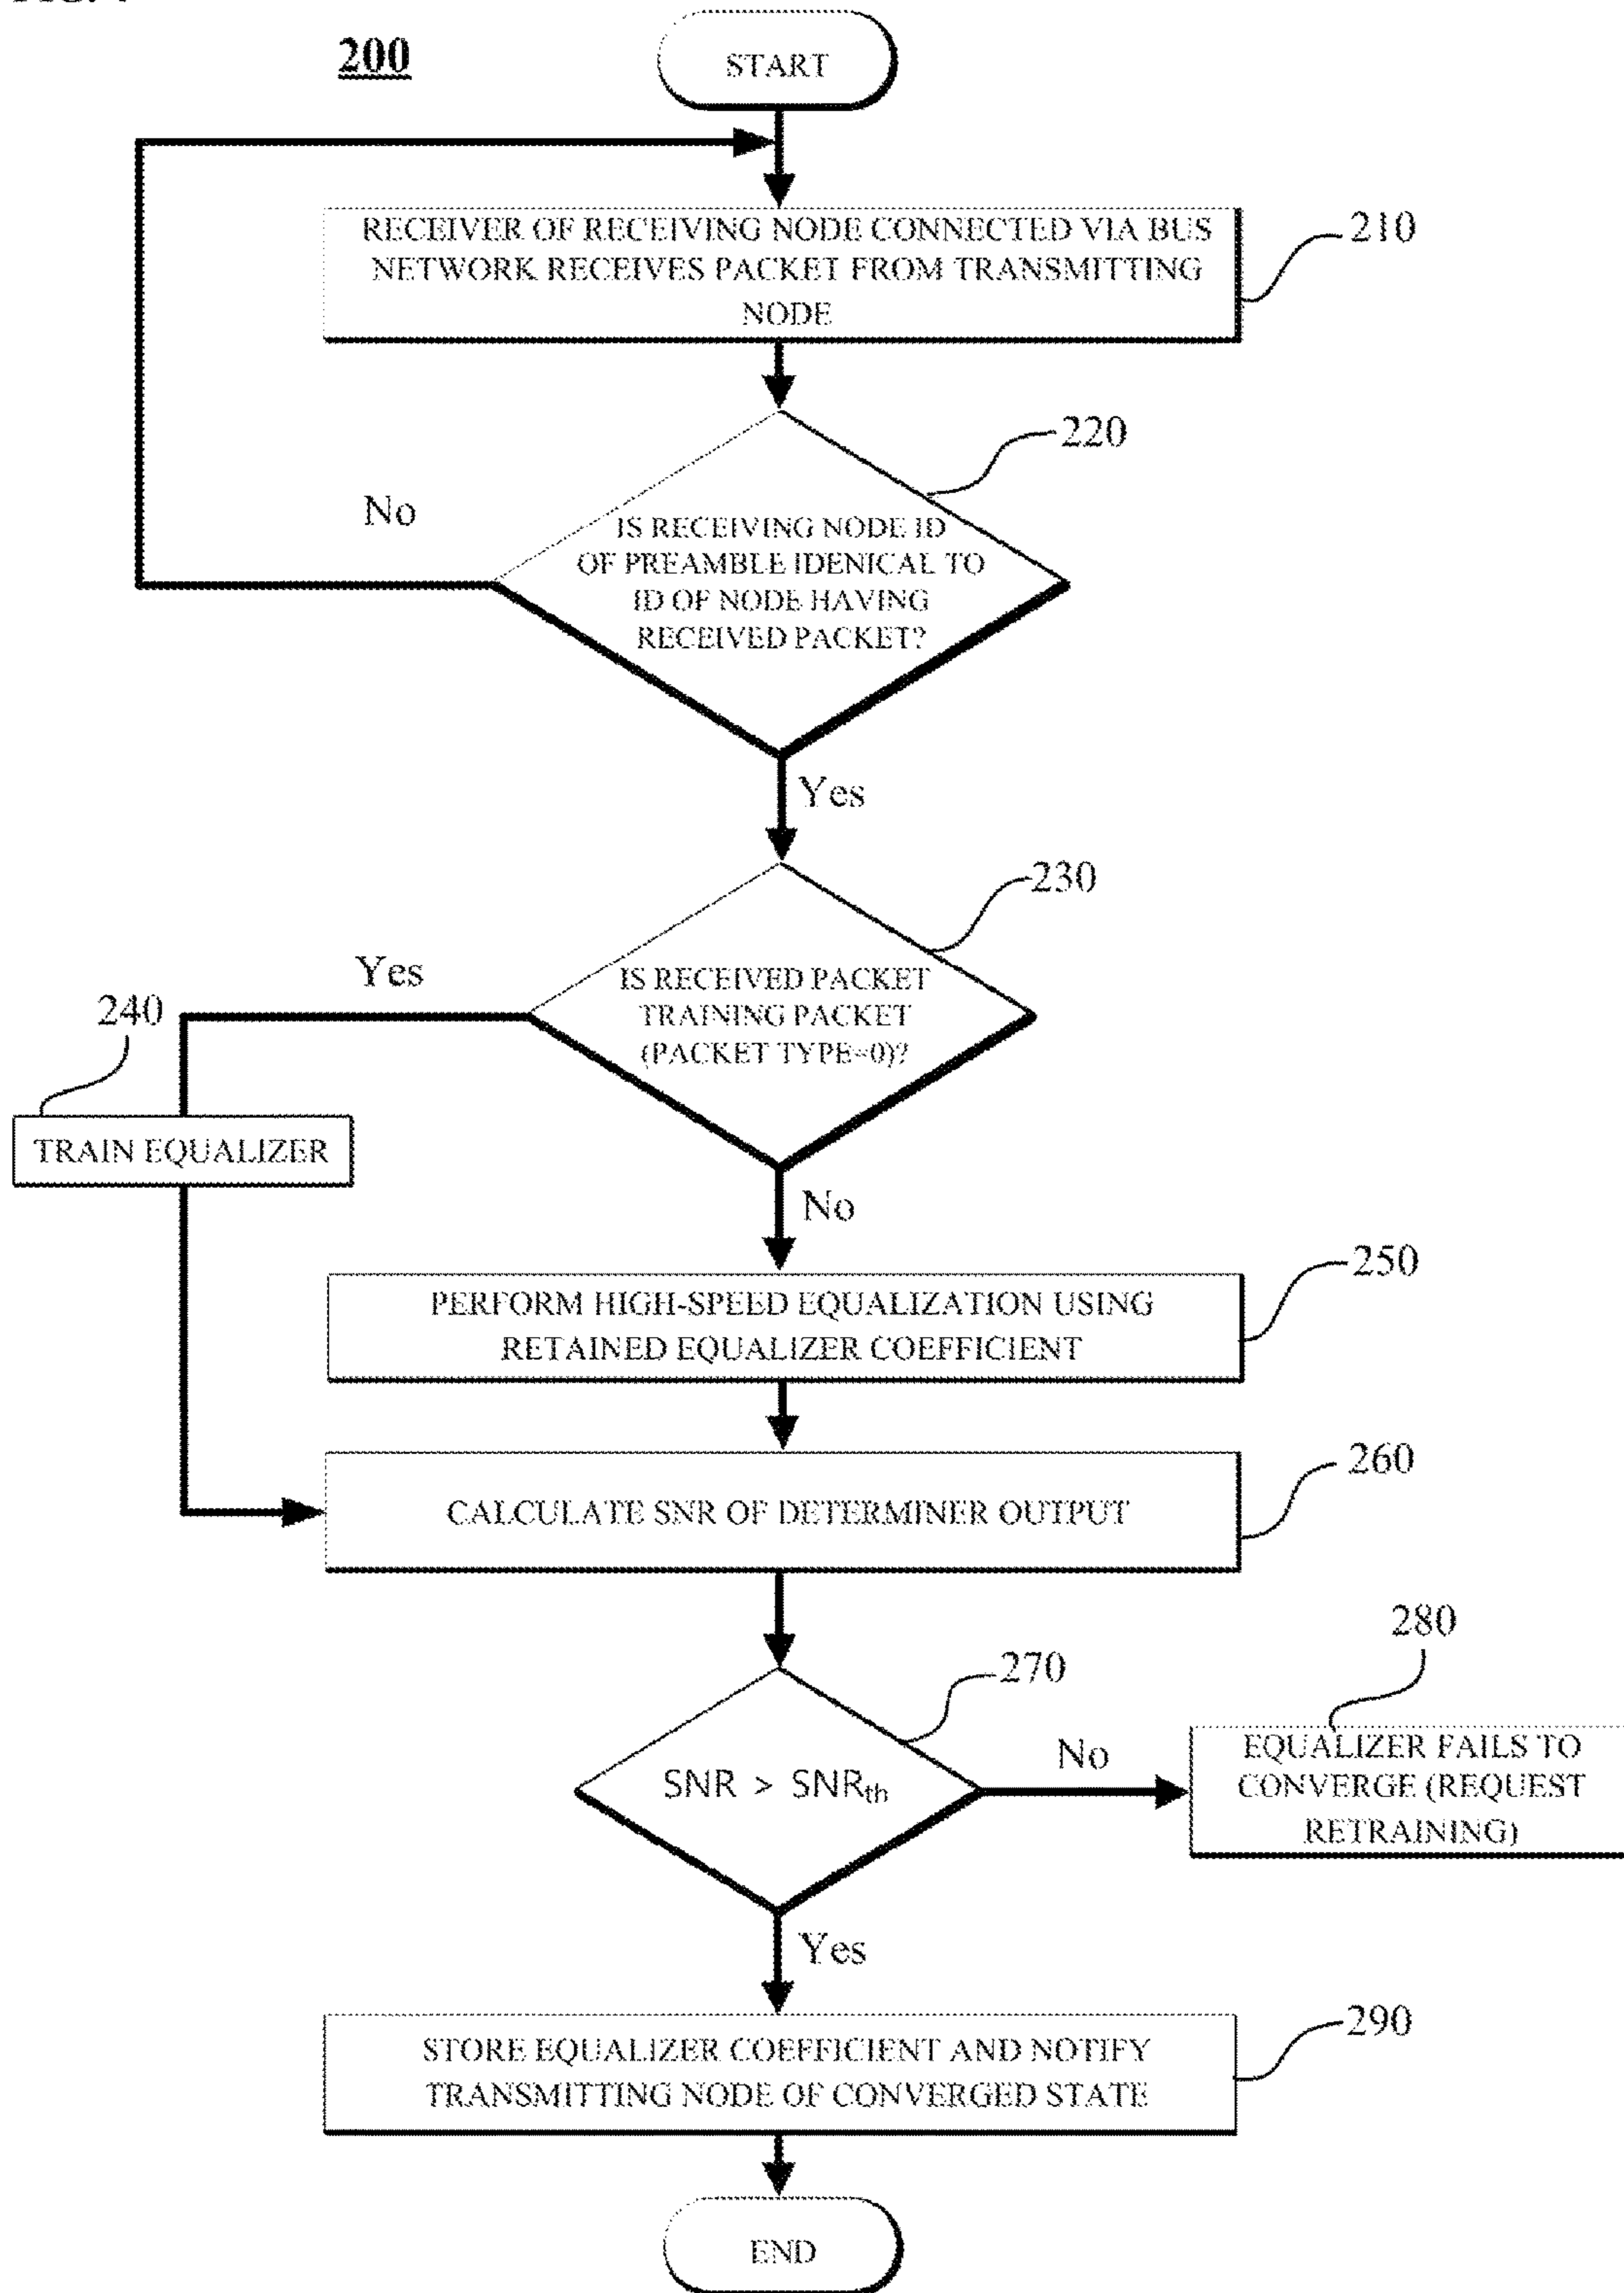 200
START
RECEIVER OF RECEIVING NODE CONNECTED VIA BUS
NETWORK RECEIVES PACKET FROM TRANSMITTING
NODE
210
220
No
IS RECEIVING NODE ID
OF PREAMBLE IDENICAL TO
ID OF NODE HAVING
RECEIVED PACKET?
Yes
230
Yes
IS RECEIVED PACKET
TRAINING PACKET
(PACKET TYPE=0)?
240
TRAIN EQUALIZER
No
250
PERFORM HIGH-SPEED EQUALIZATION USING
RETAINED EQUALIZER COEFFICIENT
260
CALCULATE SNR OF DETERMINER OUTPUT
270
280
SNR > SNRth
No
EQUALIZER FAILS TO
CONVERGE (REQUEST
RETRAINING)
Yes
290
STORE EQUALIZER COEFFICIENT AND NOTIFY
TRANSMITTING NODE OF CONVERGED STATE
END